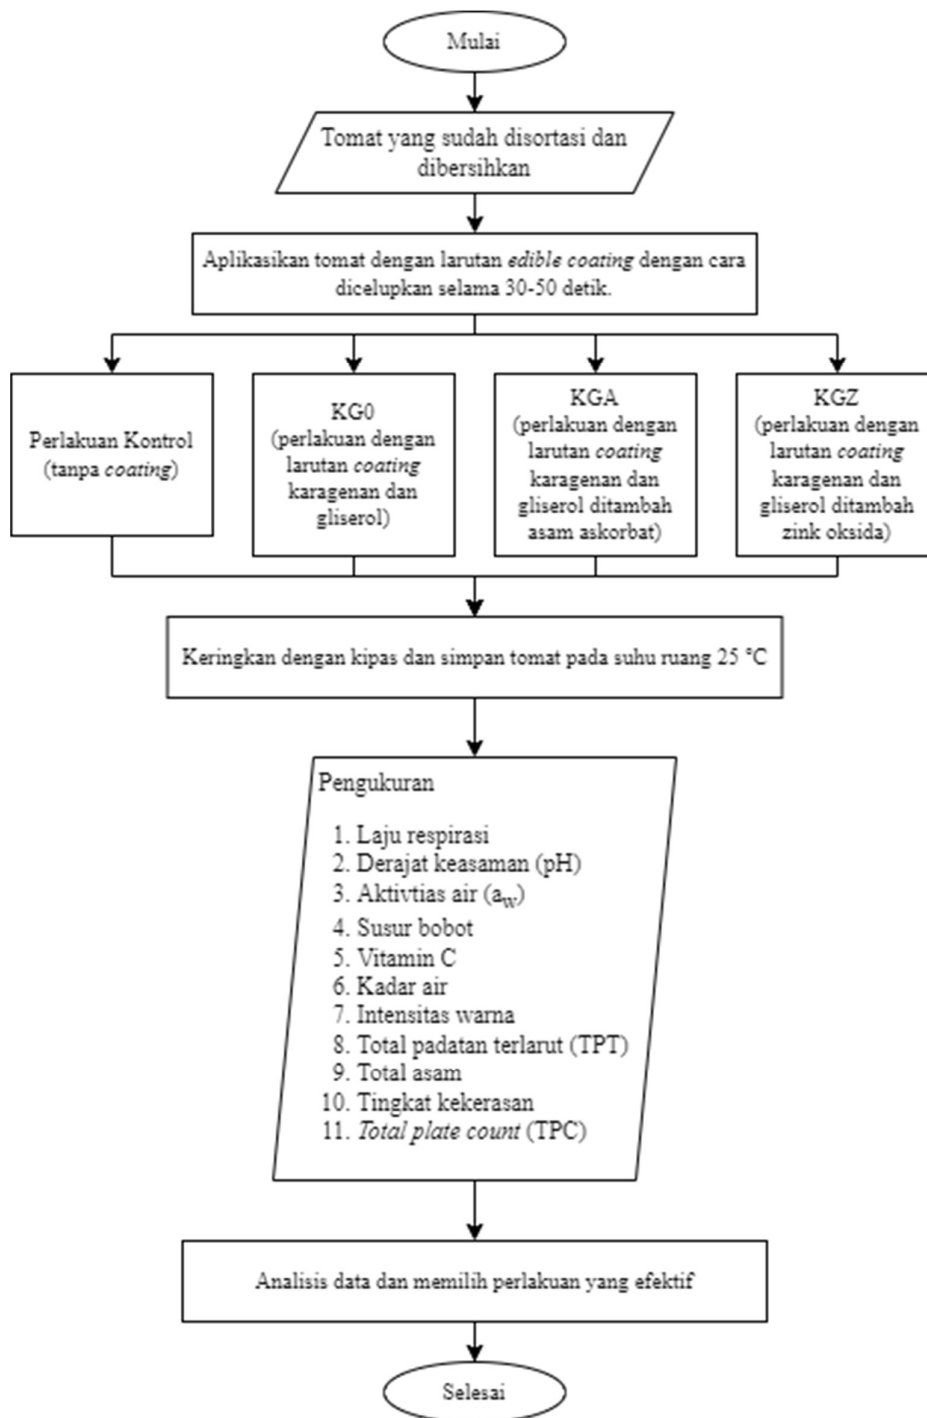 Mulai
Tomat yang sudah disortasi dan
dibersihkan
Aplikasikan tomat dengan larutan edible coating dengan cara
dicelupkan selama 30-50 detik.
Perlakuan Kontrol
(tanpa coating)
KG0
(perlakuan dengan
larutan coating
karagenan dan
gliserol)
KGA
(perlakuan dengan
larutan coating
karagenan dan
gliserol ditambah
asam askorbat)
KGZ
(perlakuan dengan
larutan coating
karagenan dan
gliserol ditambah
zink oksida)
Keringkan dengan kipas dan simpan tomat pada suhu ruang 25 °C
Pengukuran
1. Laju respirasi
2. Derajat keasaman (pH)
3. Aktivtias air (aw)
4. Susur bobot
5. Vitamin C
6. Kadar air
7. Intensitas warna
8. Total padatan terlarut (TPT)
9. Total asam
10. Tingkat kekerasan
11. Total plate count (TPC)
Analisis data dan memilih perlakuan yang efektif
Selesai